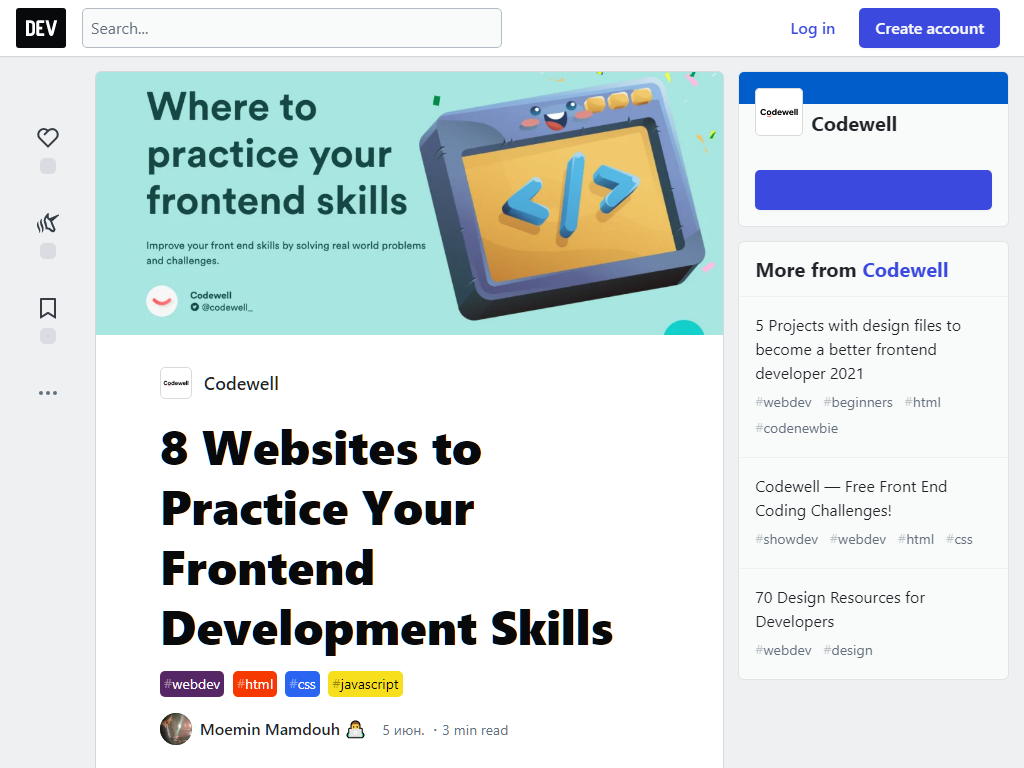 DEV
Search...
Log in
Create account
Where to
practice your
frontend skills
Improve your front end skills by solving real world problems
and challenges.
Codewell
@codewell_
Codewell
Codewell
8 Websites to
Practice Your
Frontend
Development Skills
#webdev #html #css #javascript
Moemin Mamdouh 5 июн. · 3 min read
Codewell
Codewell
More from Codewell
5 Projects with design files to
become a better frontend
developer 2021
#webdev #beginners #html
#codenewbie
Codewell — Free Front End
Coding Challenges!
#showdev #webdev #html #css
70 Design Resources for
Developers
#webdev #design